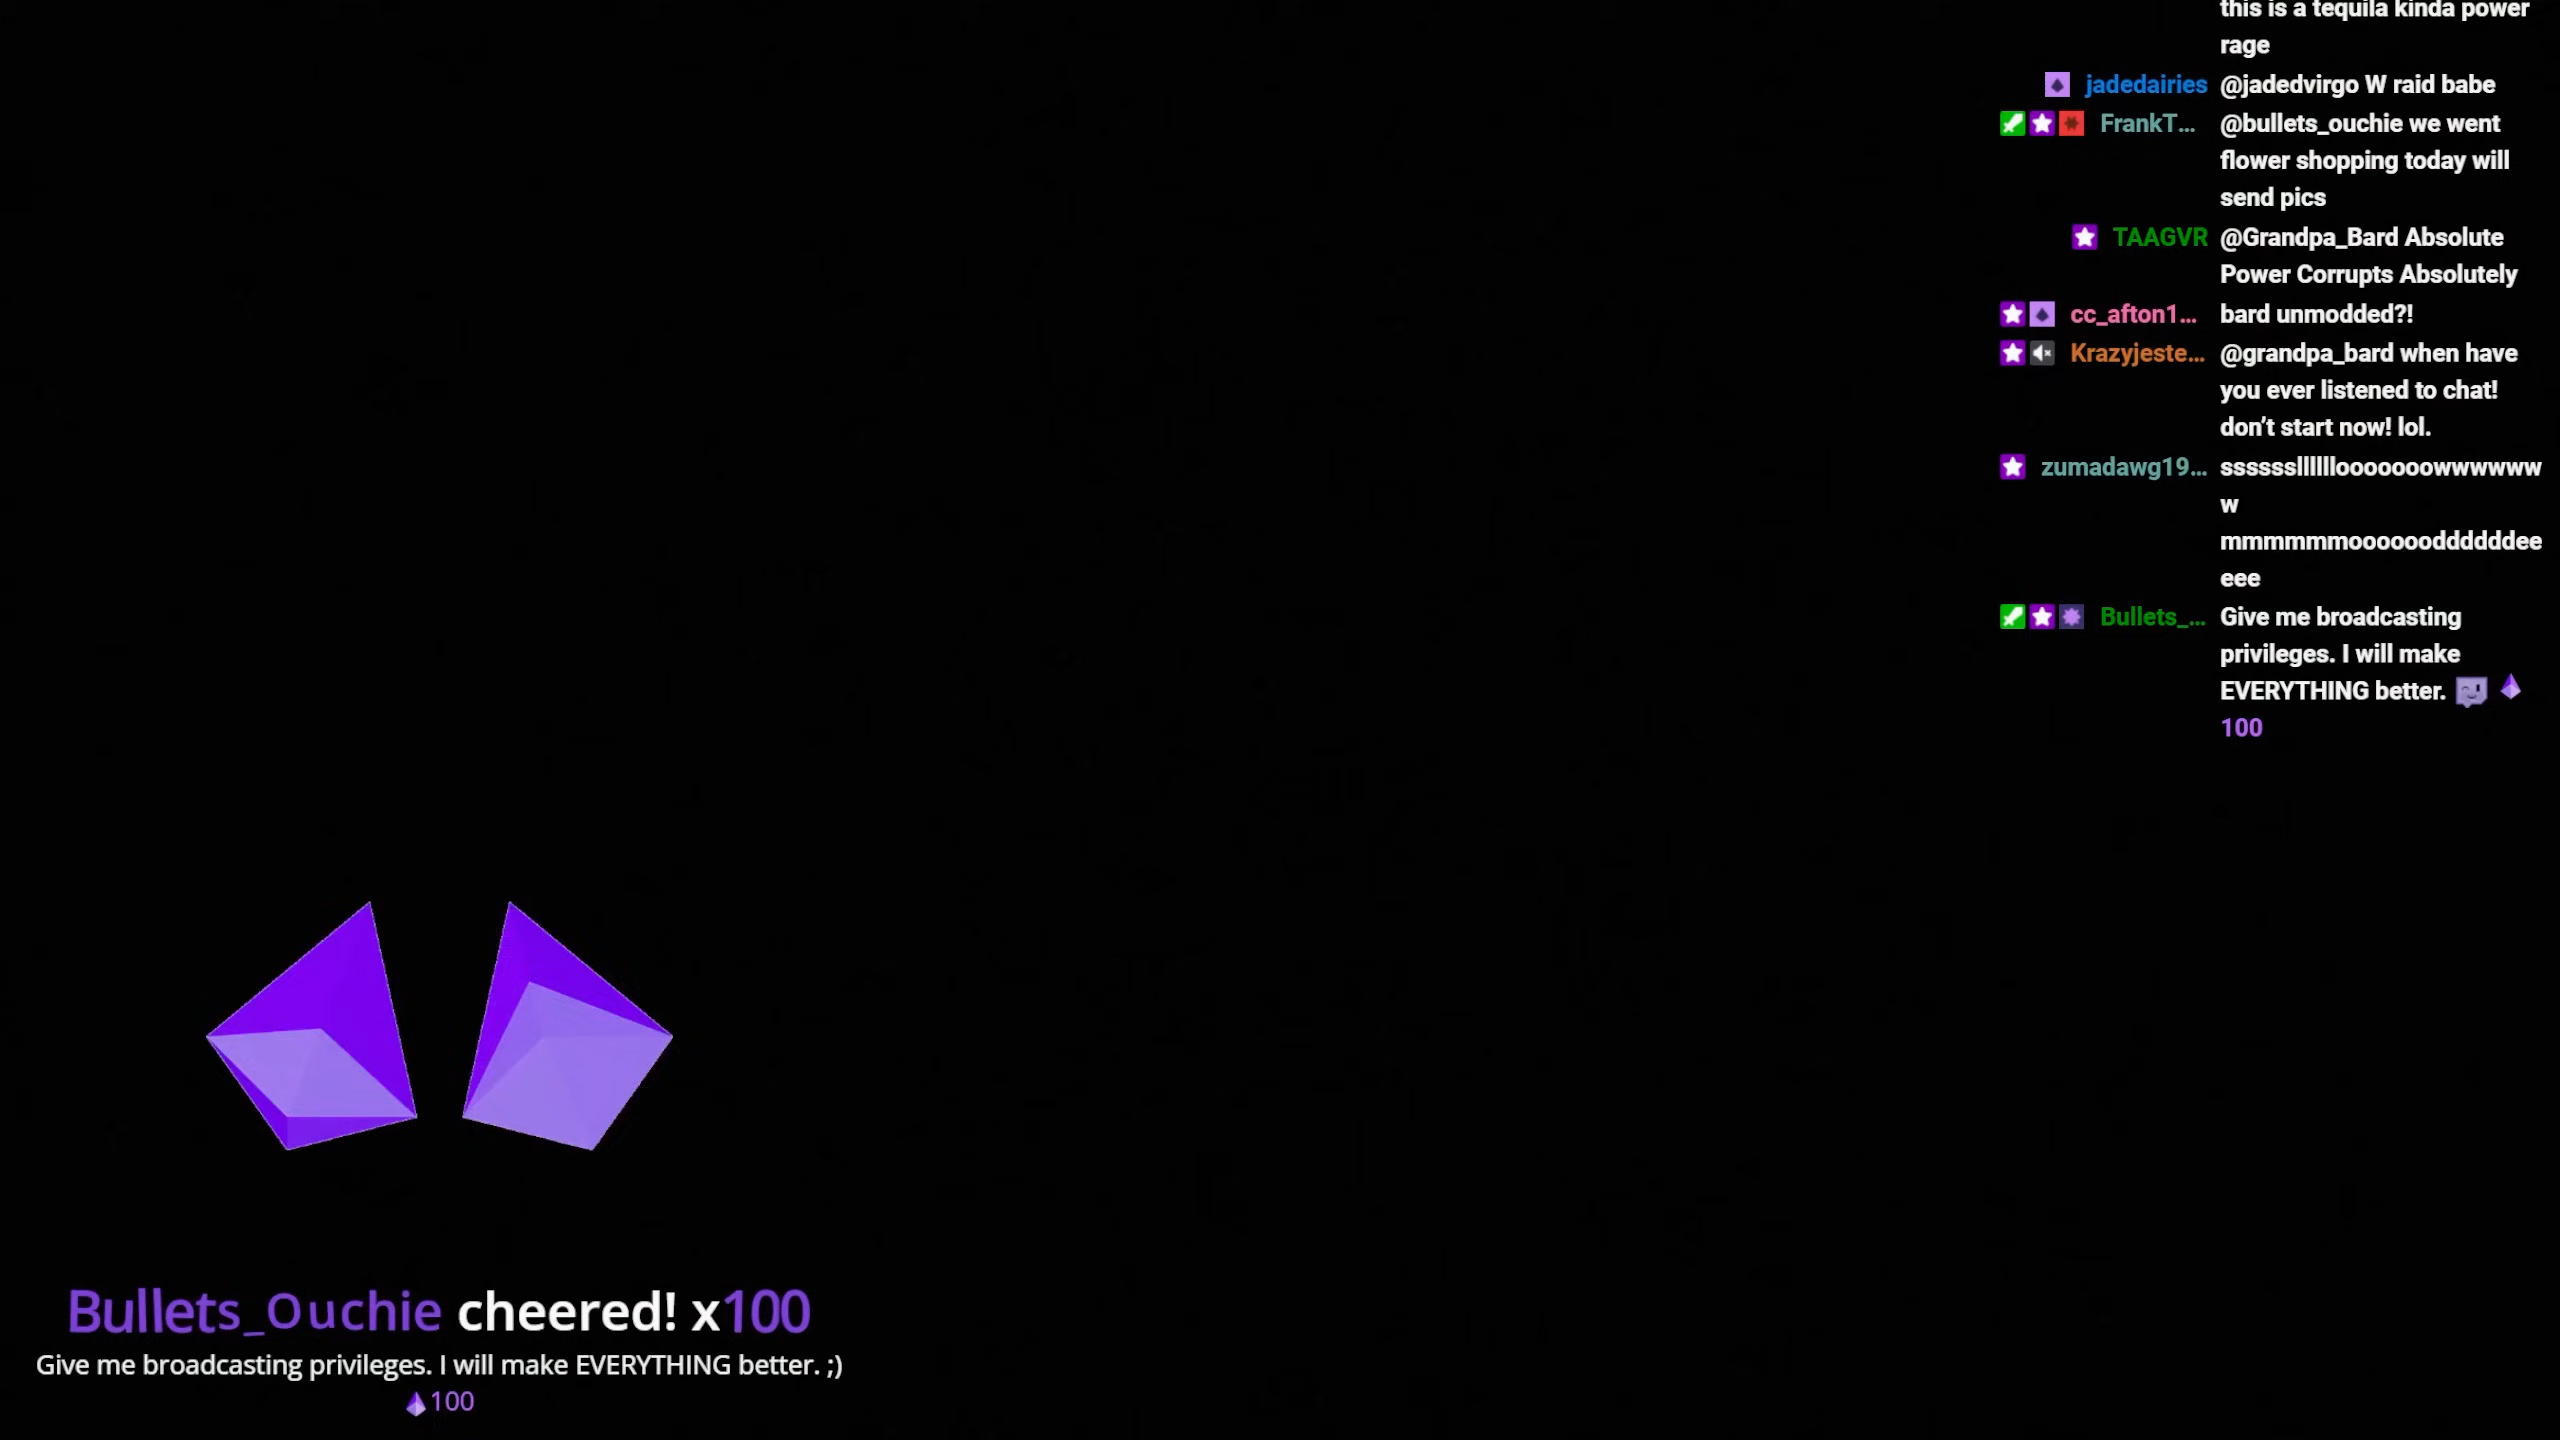 this is a tequila kinda power
rage
jadedairies @jadedvirgo W raid babe
FrankT... @bullets_ouchie we went
flower shopping today will
send pics
TAAGVR @Grandpa_Bard Absolute
Power Corrupts Absolutely
cc_afton1... bard unmodded?!
Krazyjeste... @grandpa_bard when have
you ever listened to chat!
don't start now! lol.
zumadawg19... ssssssllllllooooooowwwwww
w
mmmmmmooooooddddddee
eee
Bullets_... Give me broadcasting
privileges. I will make
EVERYTHING better.
100
Bullets_Ouchie cheered! x100
Give me broadcasting privileges. I will make EVERYTHING better. ;)
100